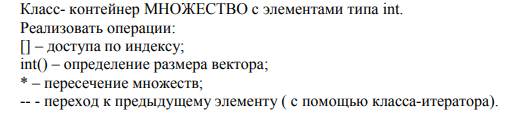 Класс- контейнер МНОЖЕСТВО с элементами типа int.
Реализовать операции:
[] – доступа по индексу;
int() – определение размера вектора;
* – пересечение множеств;
-- - переход к предыдущему элементу ( с помощью класса-итератора).